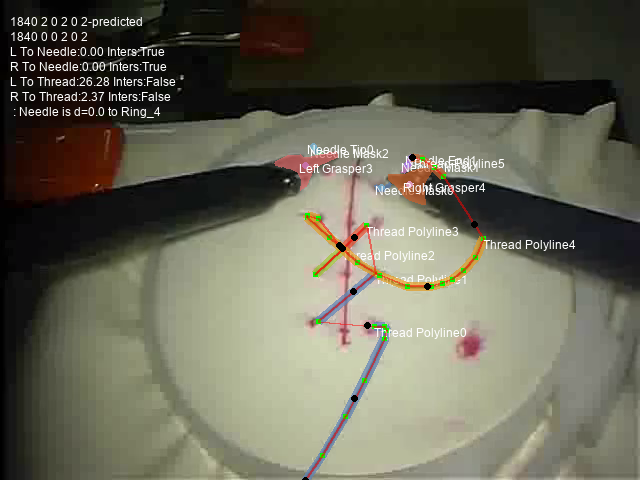 1840 2 0 2 0 2-predicted
1840 0 0 2 0 2
L To Needle:0.00 Inters:True
R To Needle:0.00 Inters:True
L To Thread:26.28 Inters:False
R To Thread:2.37 Inters:False
: Needle is d=0.0 to Ring_4
Needle Tip0
Needle Mask2
Left Grasper3
Thread Polyline5
Right Grasper4
Thread Polyline3
Thread Polyline4
Thread Polyline2
Thread Polyline1
Thread Polyline0